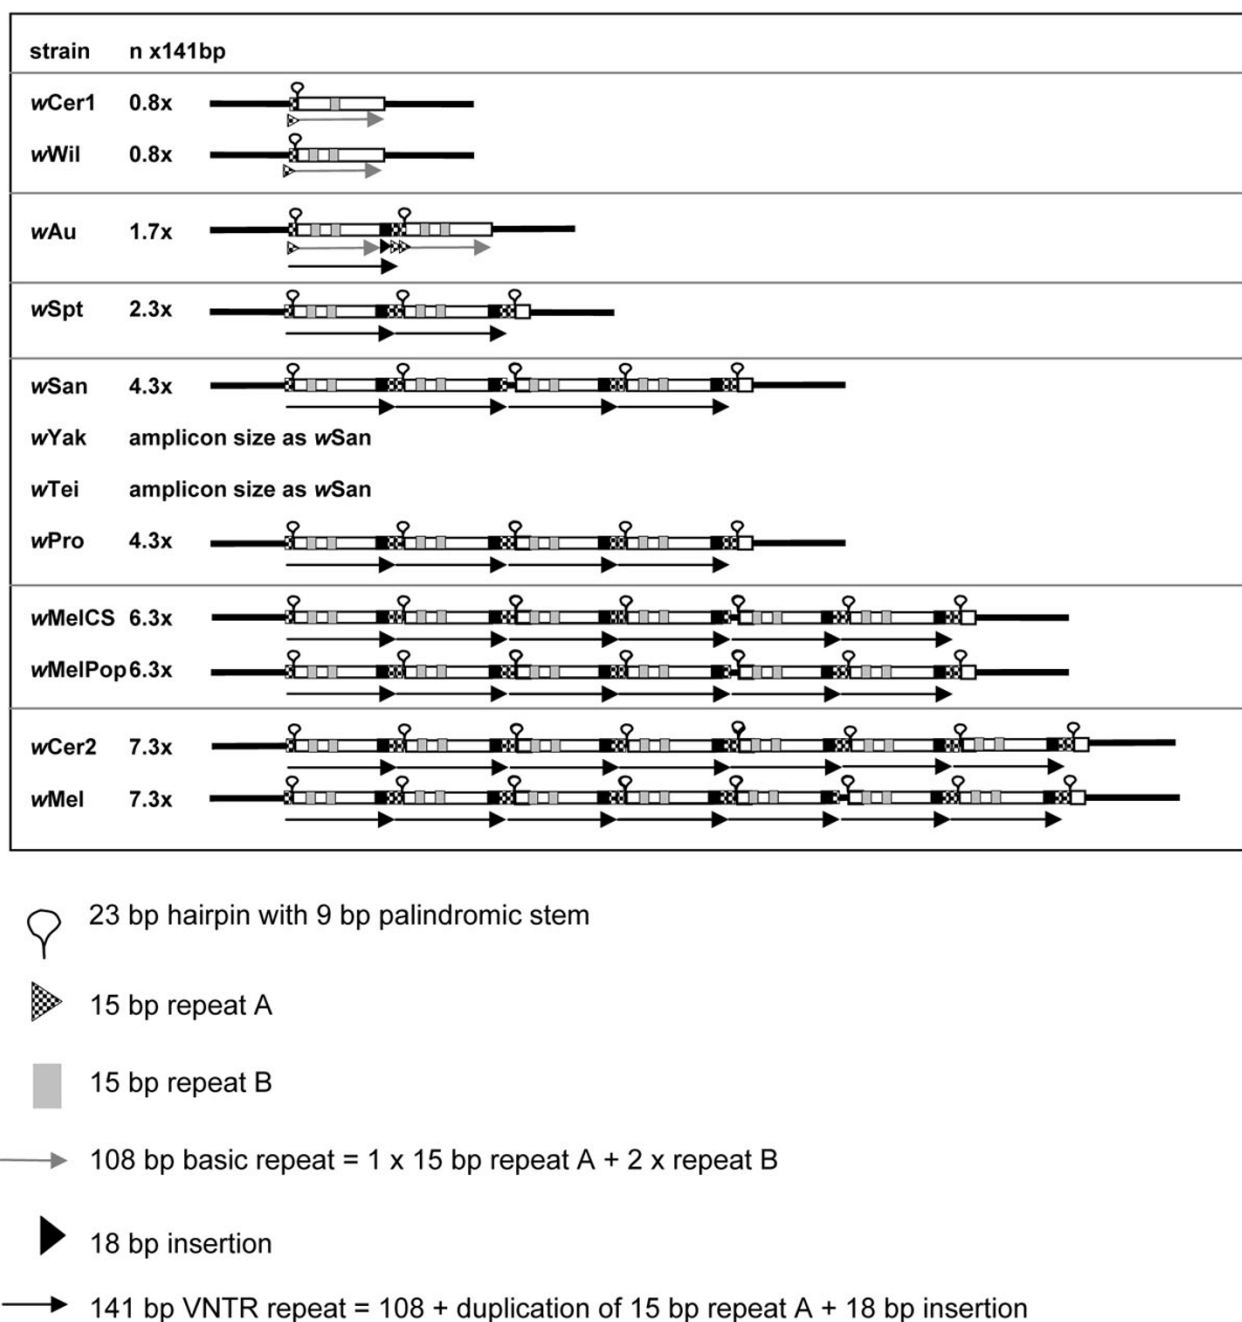 strain n x141bp
wCer1 0.8x
wWil 0.8x
wAu 1.7x
wSpt 2.3x
wSan 4.3x
wYak amplicon size as wSan
wTei amplicon size as wSan
wPro 4.3x
wMelCS 6.3x
wMelPop 6.3x
wCer2 7.3x
wMel 7.3x
23 bp hairpin with 9 bp palindromic stem
15 bp repeat A
15 bp repeat B
108 bp basic repeat = 1 x 15 bp repeat A + 2 x repeat B
18 bp insertion
141 bp VNTR repeat = 108 + duplication of 15 bp repeat A + 18 bp insertion